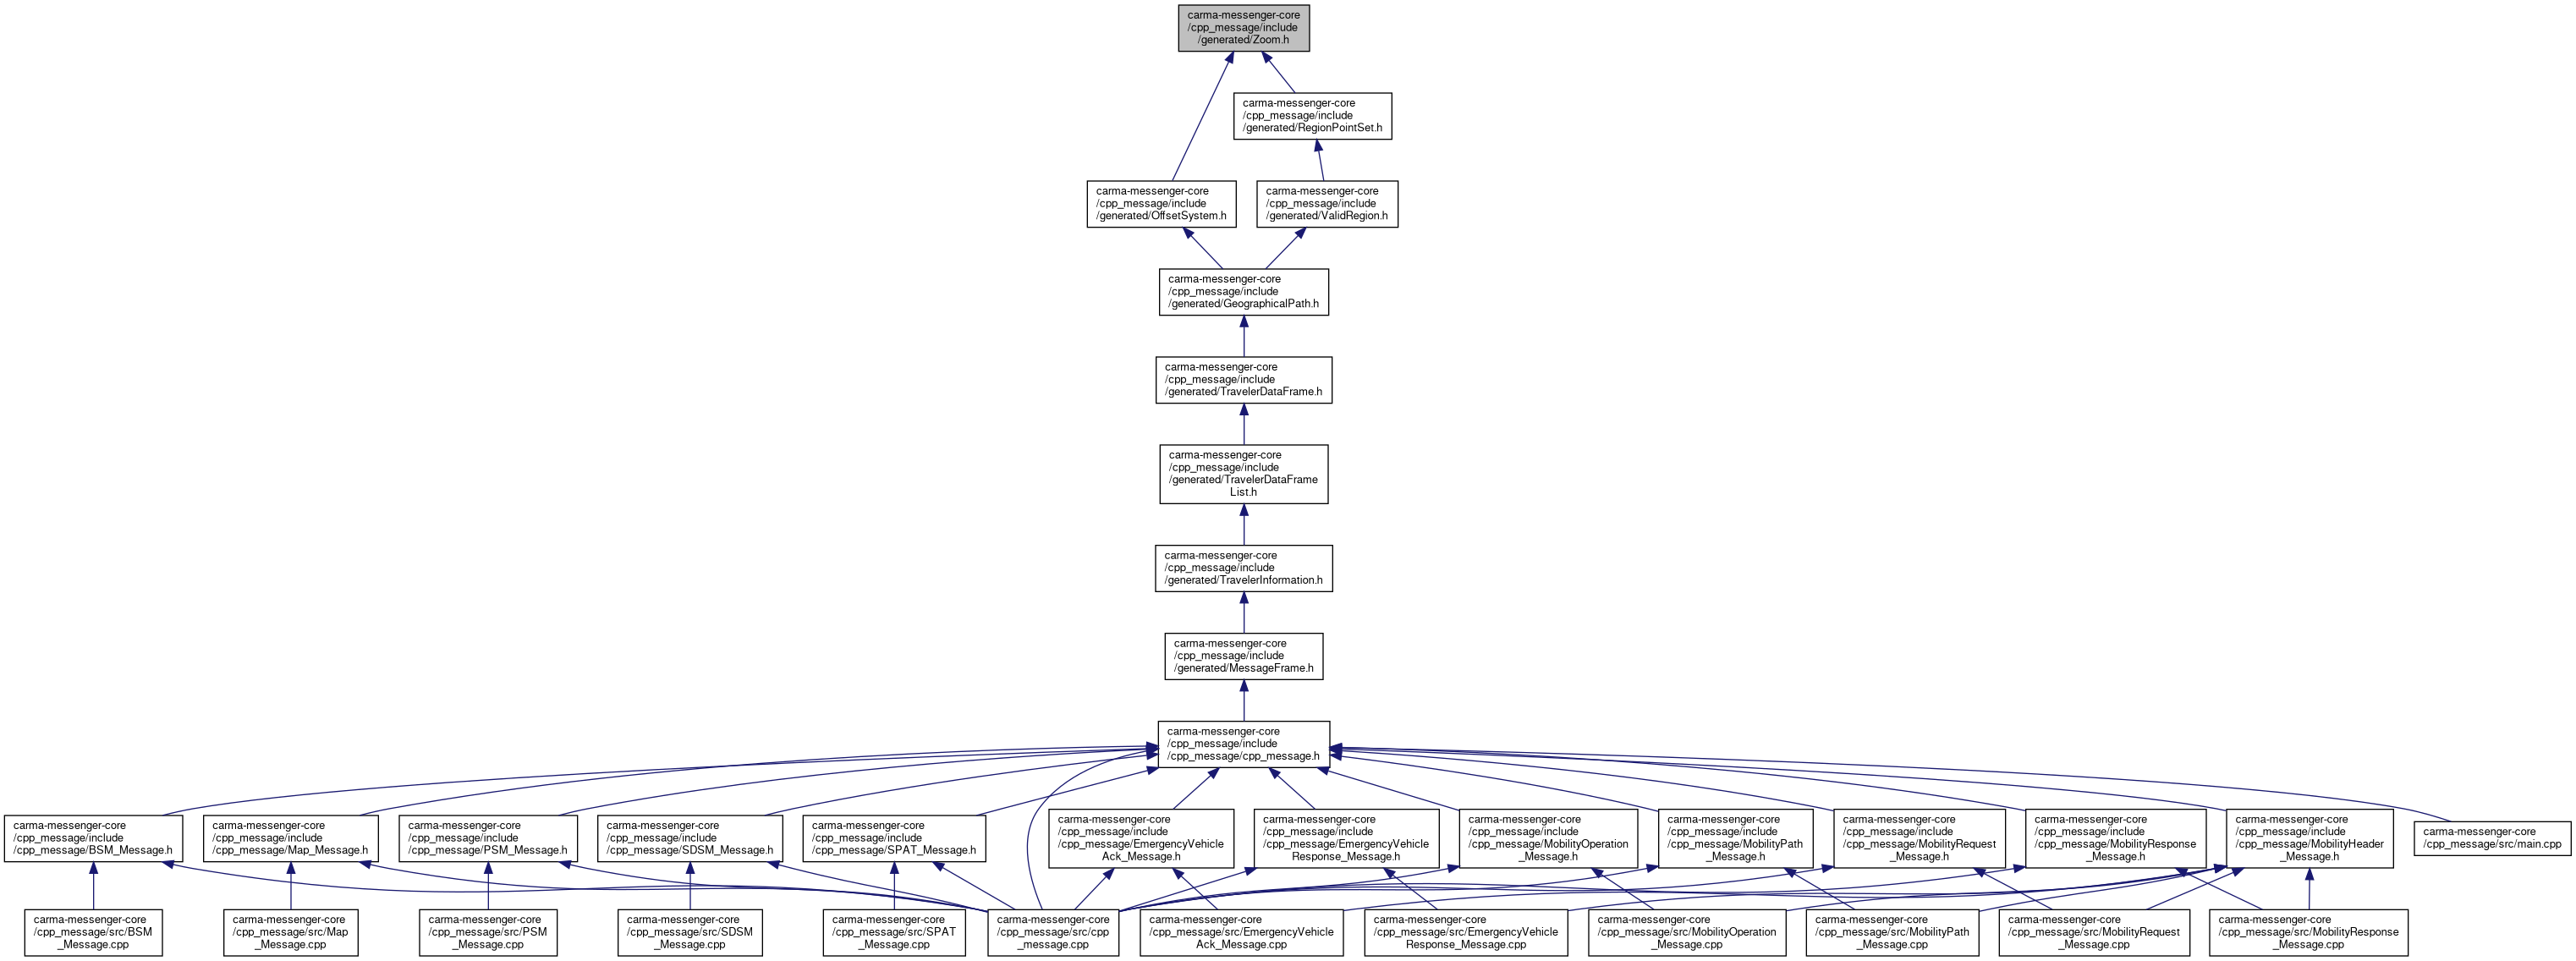 carma-messenger-core
/cpp_message/include
/generated/Zoom.h
carma-messenger-core
/cpp_message/include
/generated/RegionPointSet.h
carma-messenger-core
/cpp_message/include
/generated/OffsetSystem.h
carma-messenger-core
/cpp_message/include
/generated/ValidRegion.h
carma-messenger-core
/cpp_message/include
/generated/GeographicalPath.h
carma-messenger-core
/cpp_message/include
/generated/TravelerDataFrame.h
carma-messenger-core
/cpp_message/include
/generated/TravelerDataFrame
List.h
carma-messenger-core
/cpp_message/include
/generated/TravelerInformation.h
carma-messenger-core
/cpp_message/include
/generated/MessageFrame.h
carma-messenger-core
/cpp_message/include
/cpp_message/cpp_message.h
carma-messenger-core
/cpp_message/include
/cpp_message/BSM_Message.h
carma-messenger-core
/cpp_message/include
/cpp_message/Map_Message.h
carma-messenger-core
/cpp_message/include
/cpp_message/PSM_Message.h
carma-messenger-core
/cpp_message/include
/cpp_message/SDSM_Message.h
carma-messenger-core
/cpp_message/include
/cpp_message/SPAT_Message.h
carma-messenger-core
/cpp_message/include
/cpp_message/EmergencyVehicle
Ack_Message.h
carma-messenger-core
/cpp_message/include
/cpp_message/EmergencyVehicle
Response_Message.h
carma-messenger-core
/cpp_message/include
/cpp_message/MobilityOperation
_Message.h
carma-messenger-core
/cpp_message/include
/cpp_message/MobilityPath
_Message.h
carma-messenger-core
/cpp_message/include
/cpp_message/MobilityRequest
_Message.h
carma-messenger-core
/cpp_message/include
/cpp_message/MobilityResponse
_Message.h
carma-messenger-core
/cpp_message/include
/cpp_message/MobilityHeader
_Message.h
carma-messenger-core
/cpp_message/src/main.cpp
carma-messenger-core
/cpp_message/src/BSM
_Message.cpp
carma-messenger-core
/cpp_message/src/Map
_Message.cpp
carma-messenger-core
/cpp_message/src/PSM
_Message.cpp
carma-messenger-core
/cpp_message/src/SDSM
_Message.cpp
carma-messenger-core
/cpp_message/src/SPAT
_Message.cpp
carma-messenger-core
/cpp_message/src/cpp
_message.cpp
carma-messenger-core
/cpp_message/src/EmergencyVehicle
Ack_Message.cpp
carma-messenger-core
/cpp_message/src/EmergencyVehicle
Response_Message.cpp
carma-messenger-core
/cpp_message/src/MobilityOperation
_Message.cpp
carma-messenger-core
/cpp_message/src/MobilityPath
_Message.cpp
carma-messenger-core
/cpp_message/src/MobilityRequest
_Message.cpp
carma-messenger-core
/cpp_message/src/MobilityResponse
_Message.cpp